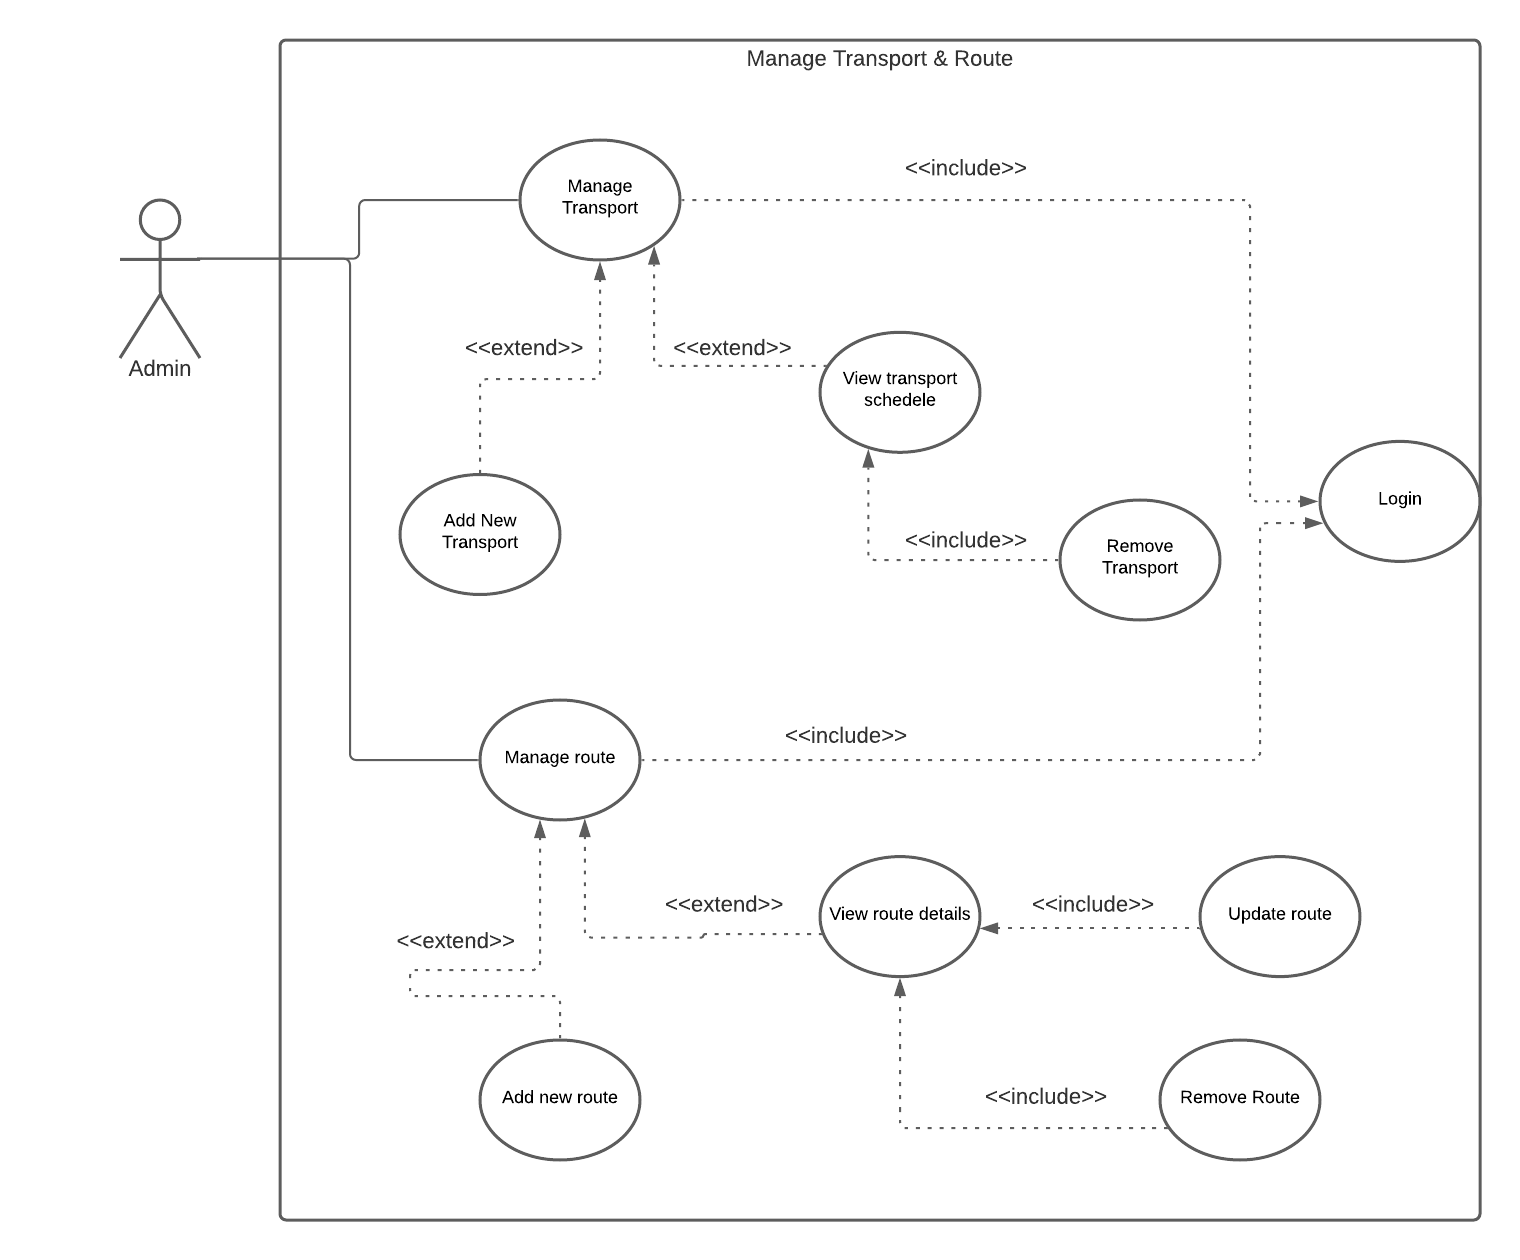 Manage Transport & Route
<<include>>
Manage
Transport
Admin
<<extend>>
<<extend>>
View transport
schedele
Login
Add New
Transport
<<include>>
Remove
Transport
<<include>>
Manage route
<<extend>>
<<include>>
View route details
Update route
<<extend>>
Add new route
<<include>>
Remove Route